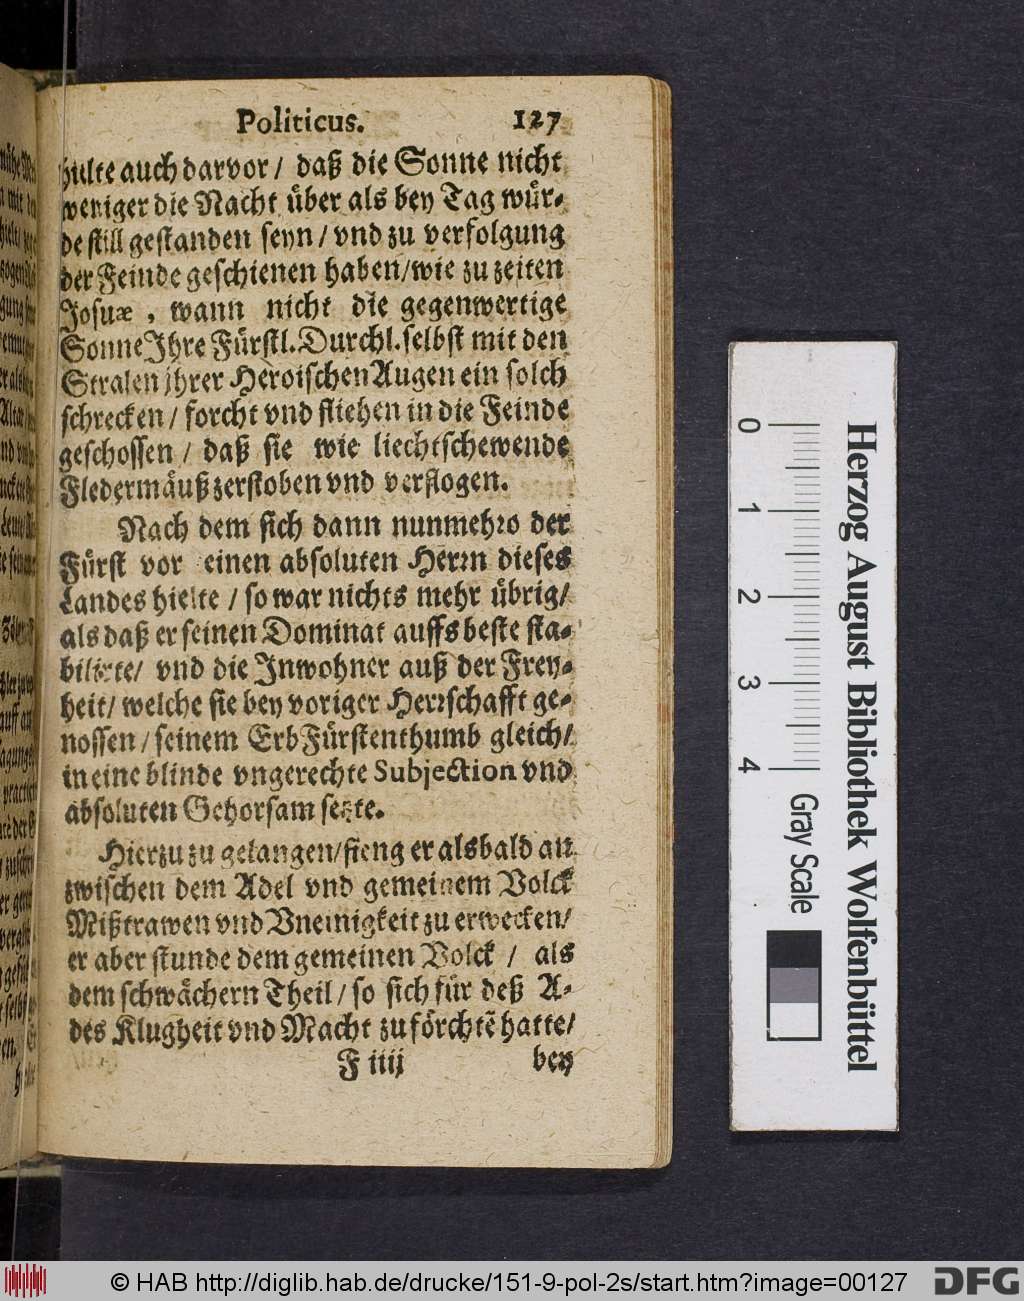 Politicus. 127
hielte auch darvor / daß die Sonne nicht
weniger die Nacht über als bey Tag wür-
de still gestanden seyn / vnd zu verfolgung
der Feinde geschienen haben / wie zu zeiten
Josuæ , wann nicht die gegenwertige
Sonne Jhre Fürstl. Durchl. selbst mit den
Stralen jhrer Heroischen Augen ein solch
schrecken / forcht vnd fliehen in die Feinde
geschossen / daß sie wie liechtschewende
Fledermäuß zerstoben vnd verflogen.
Nach dem sich dann nunmehro der
Fürst vor einen absoluten Herrn dieses
Landes hielte / so war nichts mehr übrig /
als daß er seinen Dominat auffs beste sta-
bilirte / vnd die Inwohner auß der Frey-
heit / welche sie bey voriger Herrschafft ge-
nossen / seinem ErbFürstenthumb gleich /
in eine blinde vngerechte Subjection vnd
absoluten Gehorsam setzte.
Hierzu zu gelangen / fieng er alsbald an
zwischen dem Adel vnd gemeinem Volck
Mißtrawen vnd Vneinigkeit zu erwecken /
er aber stunde dem gemeinen Volck / als
dem schwächern Theil / so sich für deß A-
des Klugheit vnd Macht zu förchtẽ hatte /
F iiij bey
0 1 2 3 4
Gray Scale
Herzog August Bibliothek Wolfenbüttel
© HAB http://diglib.hab.de/drucke/151-9-pol-2s/start.htm?image=00127
DFG